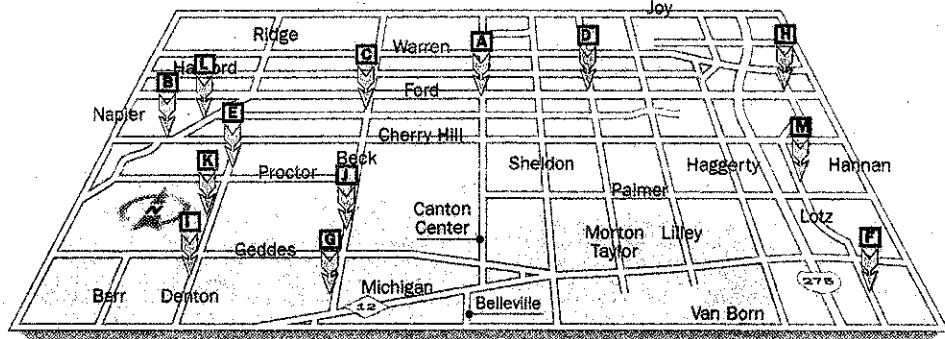 Joy
Ridge
Warren
A
D
H
C
L
Hanford
B
Ford
Napier
E
M
Cherry Hill
Beck
Sheldon
Haggerty
Hannan
K
Proctor
J
Palmer
N
I
Canton
Center
Lotz
G
Geddes
Morton
Taylor
Lilley
F
Barr
Denton
Michigan
12
Belleville
275
Van Born